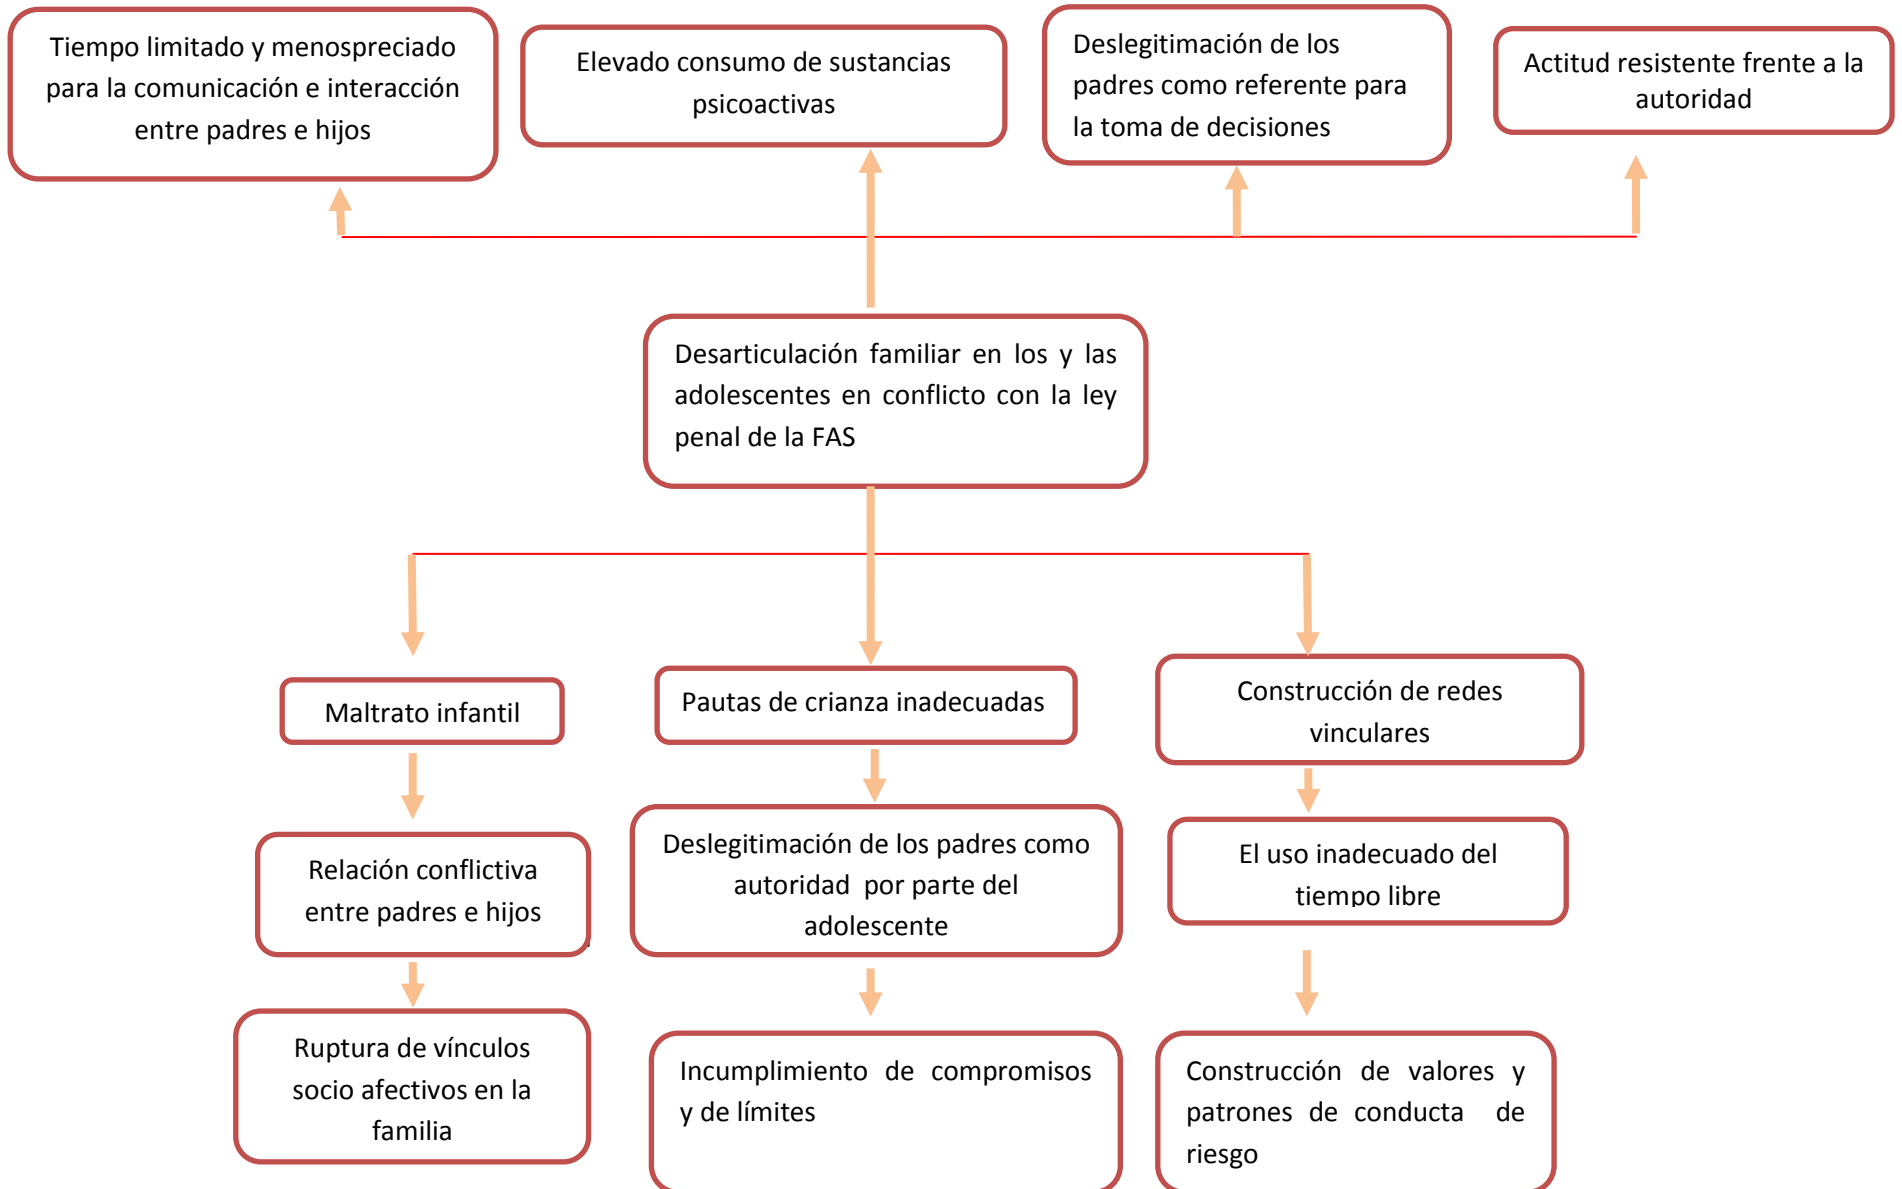 Tiempo limitado y menospreciado
para la comunicación e interacción
entre padres e hijos
Elevado consumo de sustancias
psicoactivas
Deslegitimación de los
padres como referente para
la toma de decisiones
Actitud resistente frente a la
autoridad
Desarticulación familiar en los y las
adolescentes en conflicto con la ley
penal de la FAS
Maltrato infantil
Pautas de crianza inadecuadas
Construcción de redes
vinculares
Relación conflictiva
entre padres e hijos
Deslegitimación de los padres como
autoridad por parte del
adolescente
El uso inadecuado del
tiempo libre
Ruptura de vínculos
socio afectivos en la
familia
Incumplimiento de compromisos
y de límites
Construcción de valores y
patrones de conducta de
riesgo